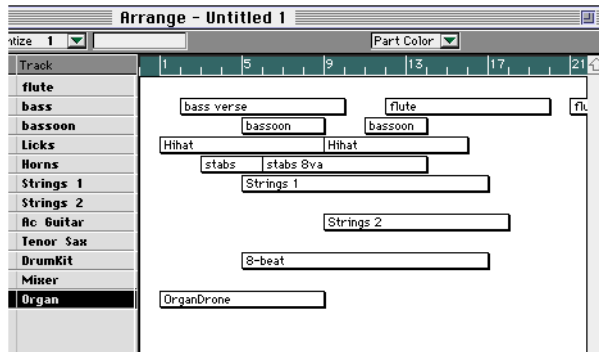 Arrange - Untitled 1
ntize 1 Part Color
Track 1 5 9 13 17 21
flute
bass bass verse flute flu
bassoon bassoon bassoon
Licks Hihat Hihat
Horns stabs stabs 8va
Strings 1 Strings 1
Strings 2
Ac Guitar Strings 2
Tenor Sax
DrumKit 8-beat
Mixer
Organ OrganDrone